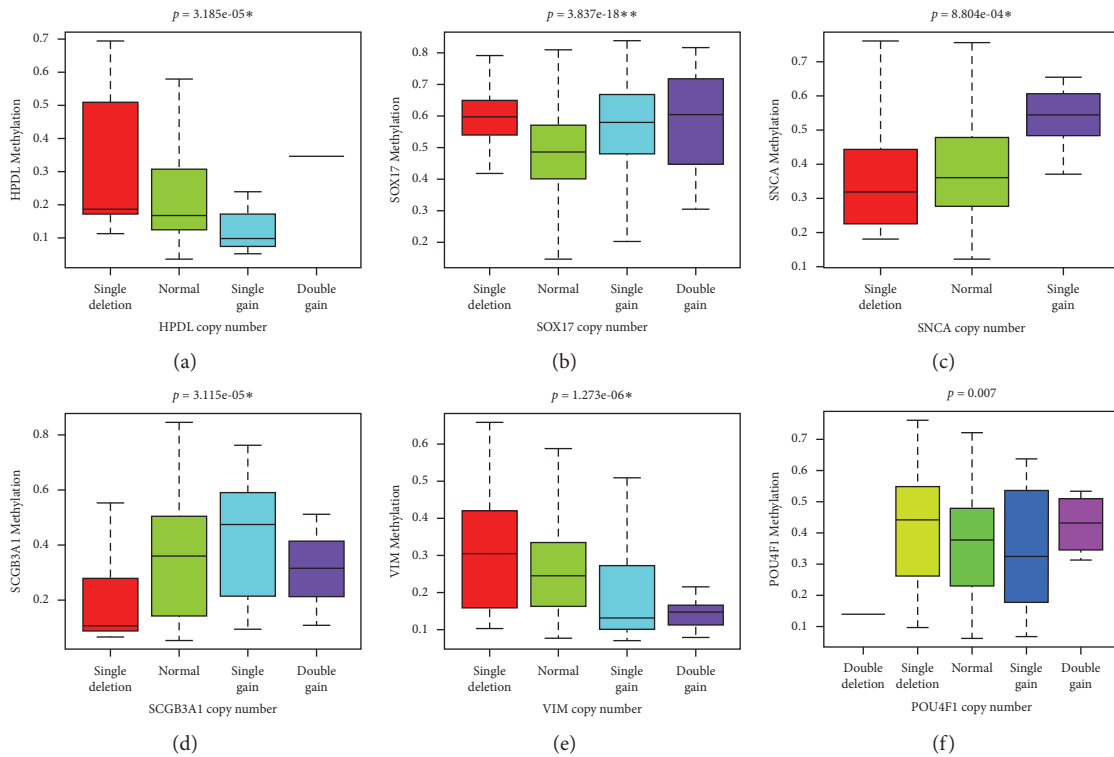 p = 3.185e-05*
HPDL Methylation
0.7
0.6
0.5
0.4
0.3
0.2
0.1
Single deletion
Normal
Single gain
Double gain
HPDL copy number
(a)
p = 3.837e-18**
SOX17 Methylation
0.8
0.7
0.6
0.5
0.4
0.3
0.2
Single deletion
Normal
Single gain
Double gain
SOX17 copy number
(b)
p = 8.804e-04*
SNCA Methylation
0.7
0.6
0.5
0.4
0.3
0.2
0.1
Single deletion
Normal
Single gain
SNCA copy number
(c)
p = 3.115e-05*
SCGB3A1 Methylation
0.8
0.6
0.4
0.2
Single deletion
Normal
Single gain
Double gain
SCGB3A1 copy number
(d)
p = 1.273e-06*
VIM Methylation
0.6
0.5
0.4
0.3
0.2
0.1
Single deletion
Normal
Single gain
Double gain
VIM copy number
(e)
p = 0.007
POU4F1 Methylation
0.7
0.6
0.5
0.4
0.3
0.2
0.1
Double deletion
Single deletion
Normal
Single gain
Double gain
POU4F1 copy number
(f)